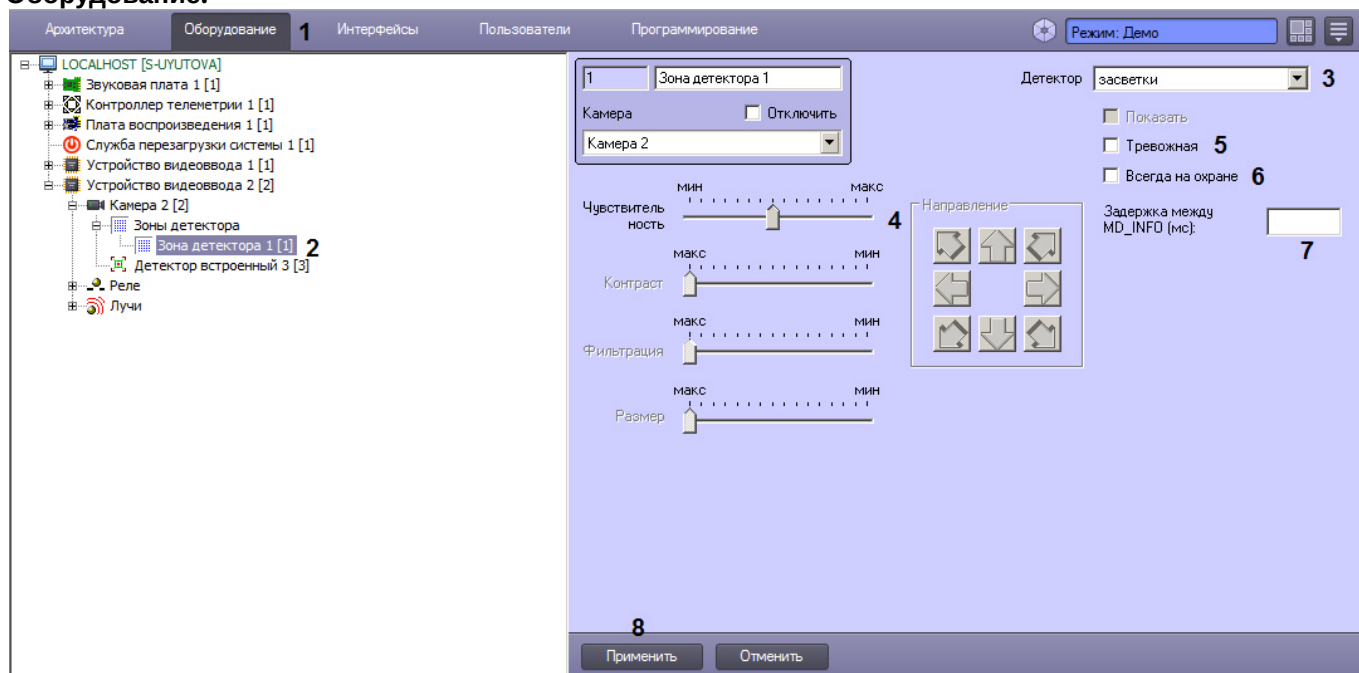 Оборудование.
Архитектура Оборудование 1 Интерфейсы Пользователи Программирование Режим: Демо
LOCALHOST [S-UYUTOVA]
Звуковая плата 1 [1]
Контроллер телеметрии 1 [1]
Плата воспроизведения 1 [1]
Служба перезагрузки системы 1 [1]
Устройство видеоввода 1 [1]
Устройство видеоввода 2 [2]
Камера 2 [2]
Зоны детектора
Зона детектора 1 [1] 2
Детектор встроенный 3 [3]
Реле
Лучи
1 Зона детектора 1
Камера Отключить
Камера 2
Детектор засветки 3
Показать
Тревожная 5
Всегда на охране 6
Задержка между
MD_INFO (мс):
7
мин макс
Чувствитель
ность
4
макс мин
Контраст
макс мин
Фильтрация
макс мин
Размер
Направление
8
Применить Отменить